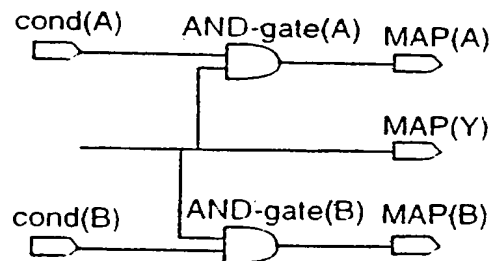 cond(A)
AND-gate(A)
MAP(A)
MAP(Y)
cond(B)
AND-gate(B)
MAP(B)